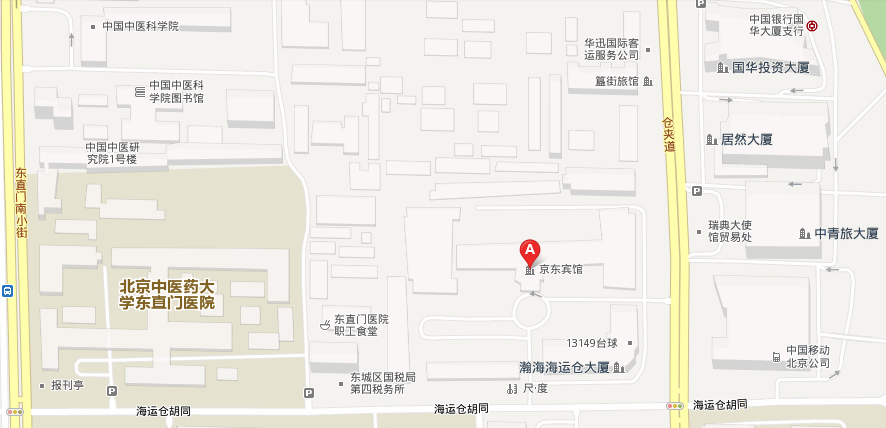 中国中医科学院
中国银行国
华大厦支行
华迅国际客
运服务公司
国华投资大厦
簋街旅馆
中国中医科
学院图书馆
仓夹道
居然大厦
中国中医研
究院1号楼
东直门南小街
P
P
瑞典大使
馆贸易处
中青旅大厦
A
京东宾馆
北京中医药大
学东直门医院
东直门医院
职工食堂
13149台球
中国移动
北京公司
瀚海海运仓大厦
东城区国税局
第四税务所
报刊亭
P
P
尺·度
海运仓胡同
海运仓胡同
海运仓胡同